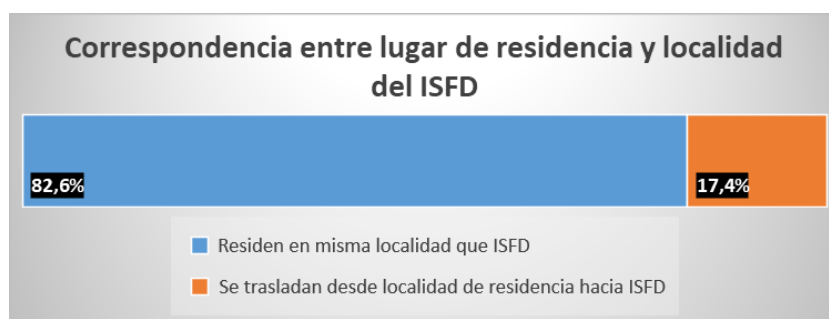 Correspondencia entre lugar de residencia y localidad
del ISFD
82,6%
17,4%
Residen en misma localidad que ISFD
Se trasladan desde localidad de residencia hacia ISFD